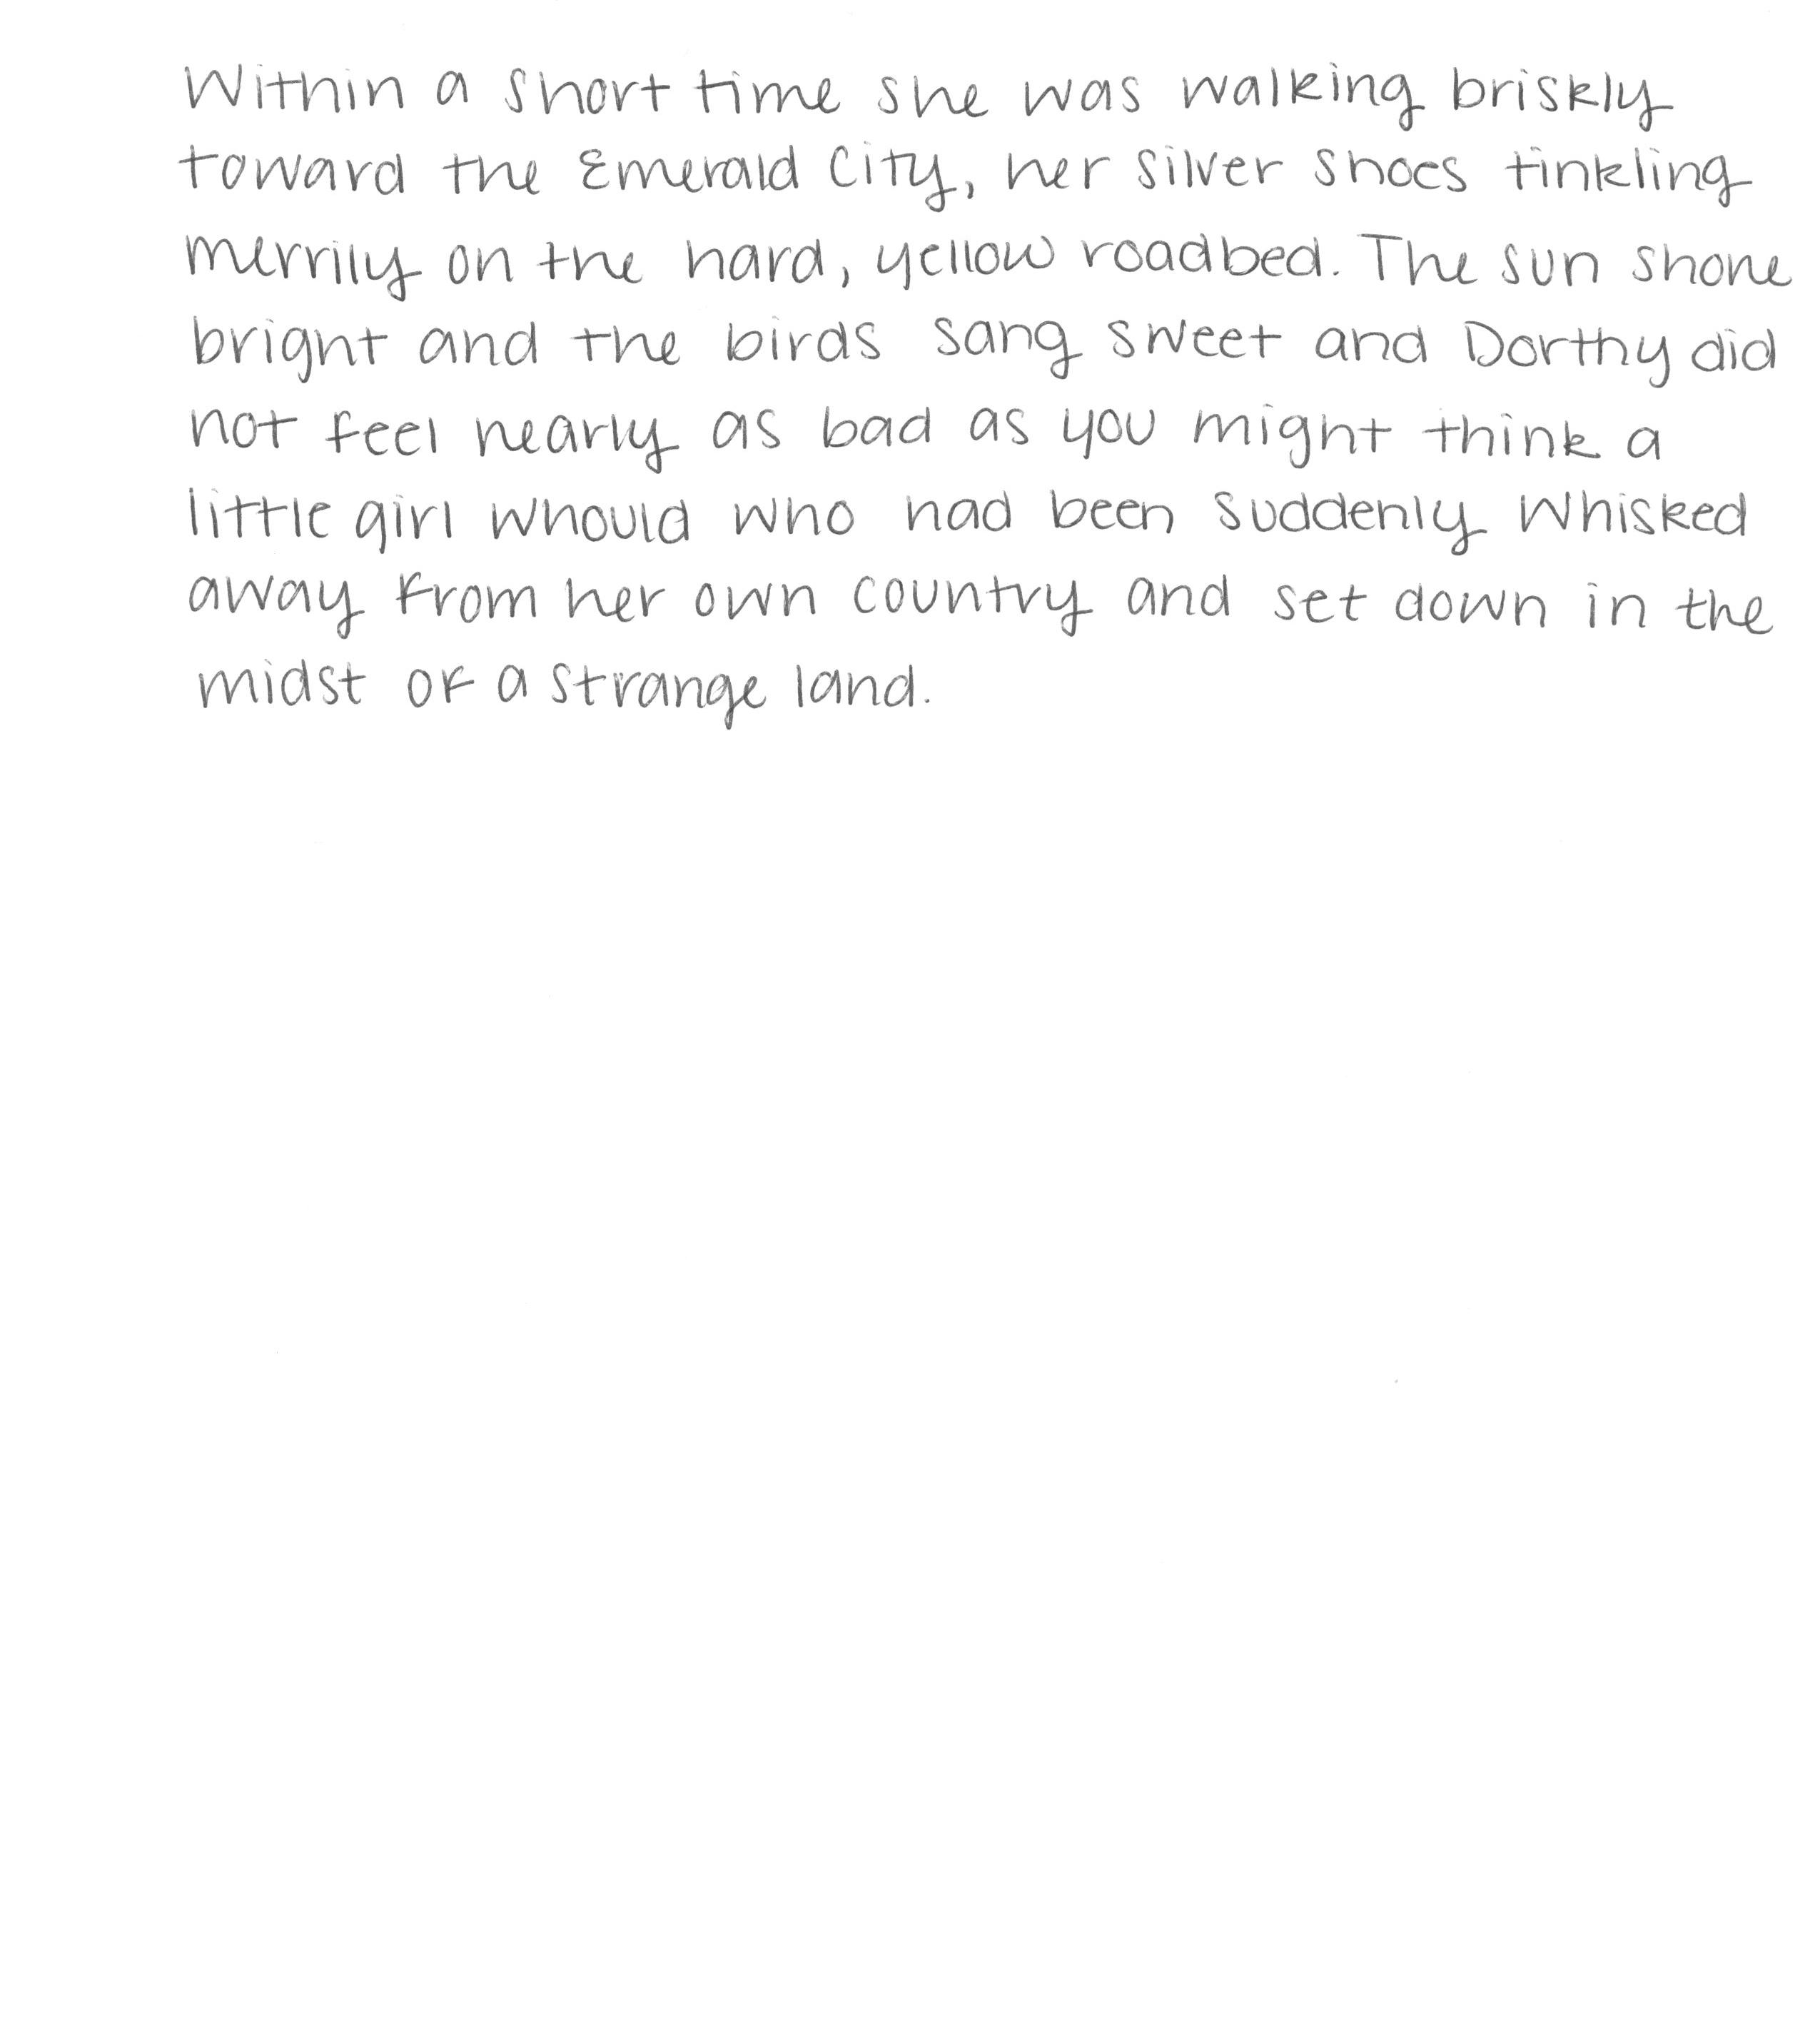 Within a short time she was walking briskly
toward the Emerald City, her silver shoes tinkling
merrily on the hard, yellow roadbed. The sun shone
bright and the birds sang sweet and Dorthy did
not feel nearly as bad as you might think a
little girl whould who had been suddenly whisked
away from her own country and set down in the
midst of a strange land.